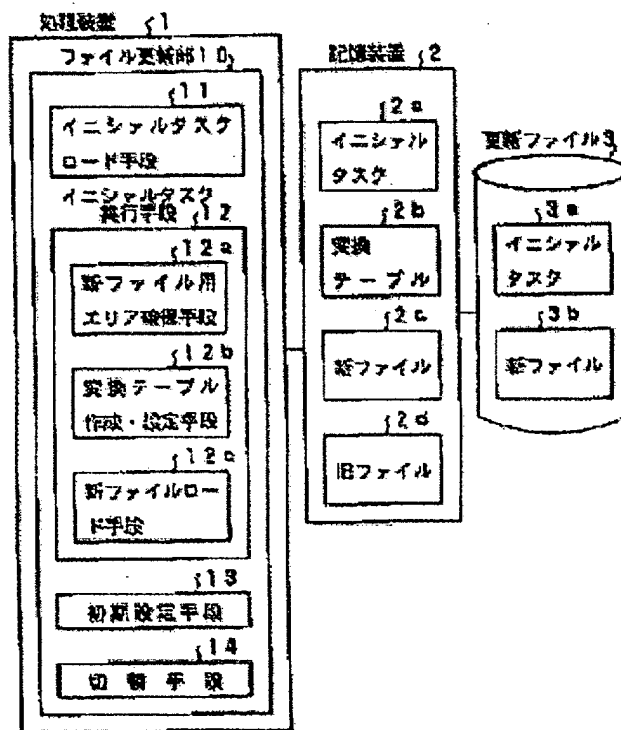 処理装置 1
ファイル更新部10
11
イニシャルタスク
ロード手段
イニシャルタスク
実行手段 12
12a
新ファイル用
エリア確保手段
12b
変換テーブル
作成・設定手段
12c
新ファイルロー
ド手段
13
初期設定手段
14
切替手段
記憶装置 2
2a
イニシャル
タスク
2b
変換
テーブル
2c
新ファイル
2d
旧ファイル
更新ファイル3
3a
イニシャル
タスク
3b
新ファイル